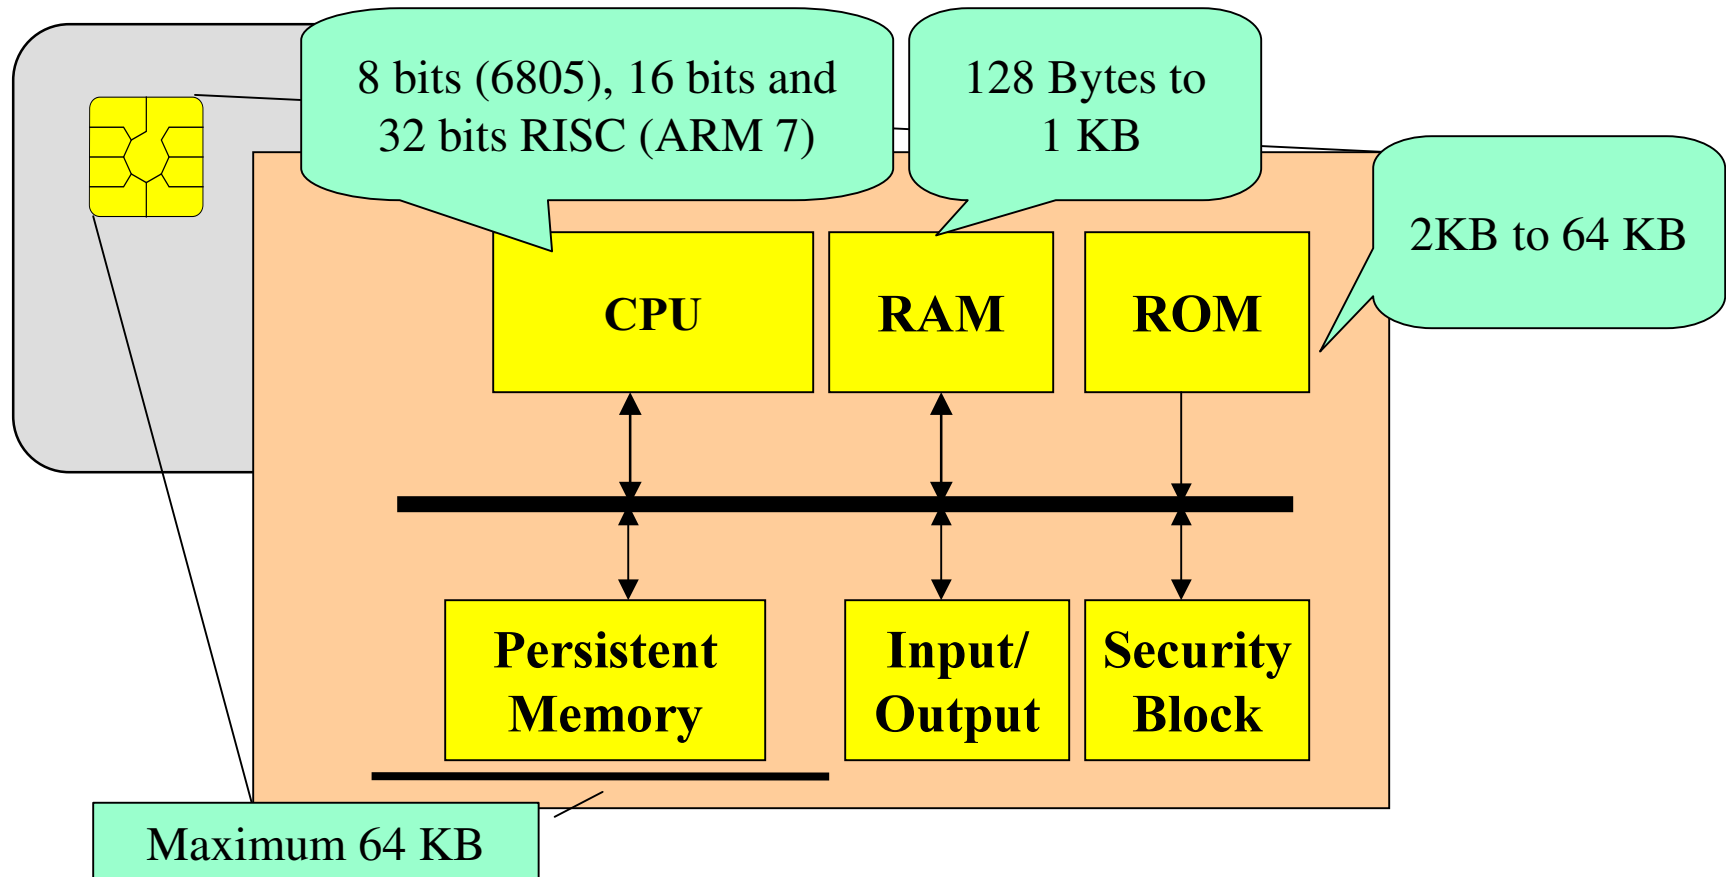 8 bits (6805), 16 bits and
32 bits RISC (ARM 7)
128 Bytes to
1 KB
2KB to 64 KB
CPU
RAM
ROM
Persistent
Memory
Input/
Output
Security
Block
Maximum 64 KB